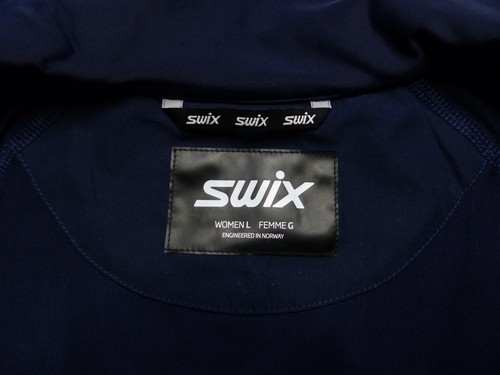 swix swix swix
swix
WOMEN L FEMME G
ENGINEERED IN NORWAY